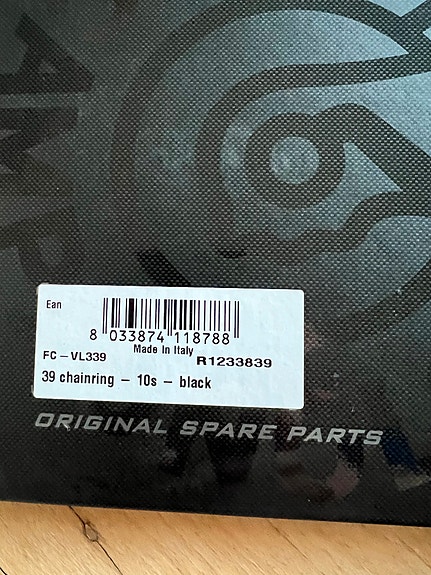 Ean
8 033874 118788
Made In Italy
FC-VL339
R1233839
39 chainring - 10s - black
ORIGINAL SPARE PARTS